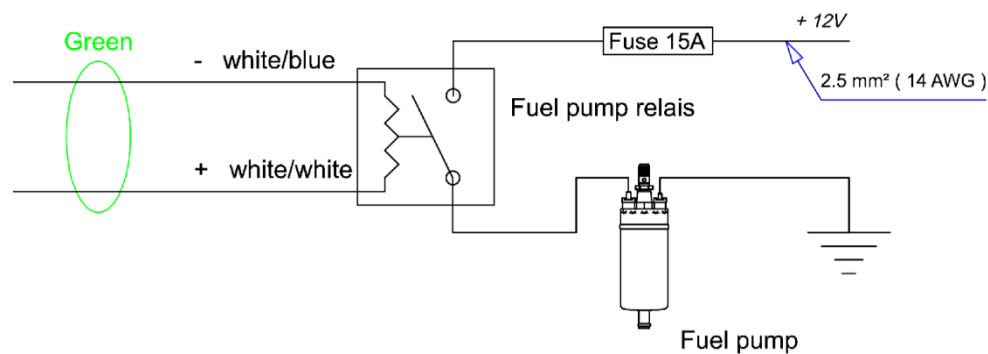 Green
- white/blue
+ white/white
Fuse 15A
+ 12V
2.5 mm² ( 14 AWG )
Fuel pump relais
Fuel pump